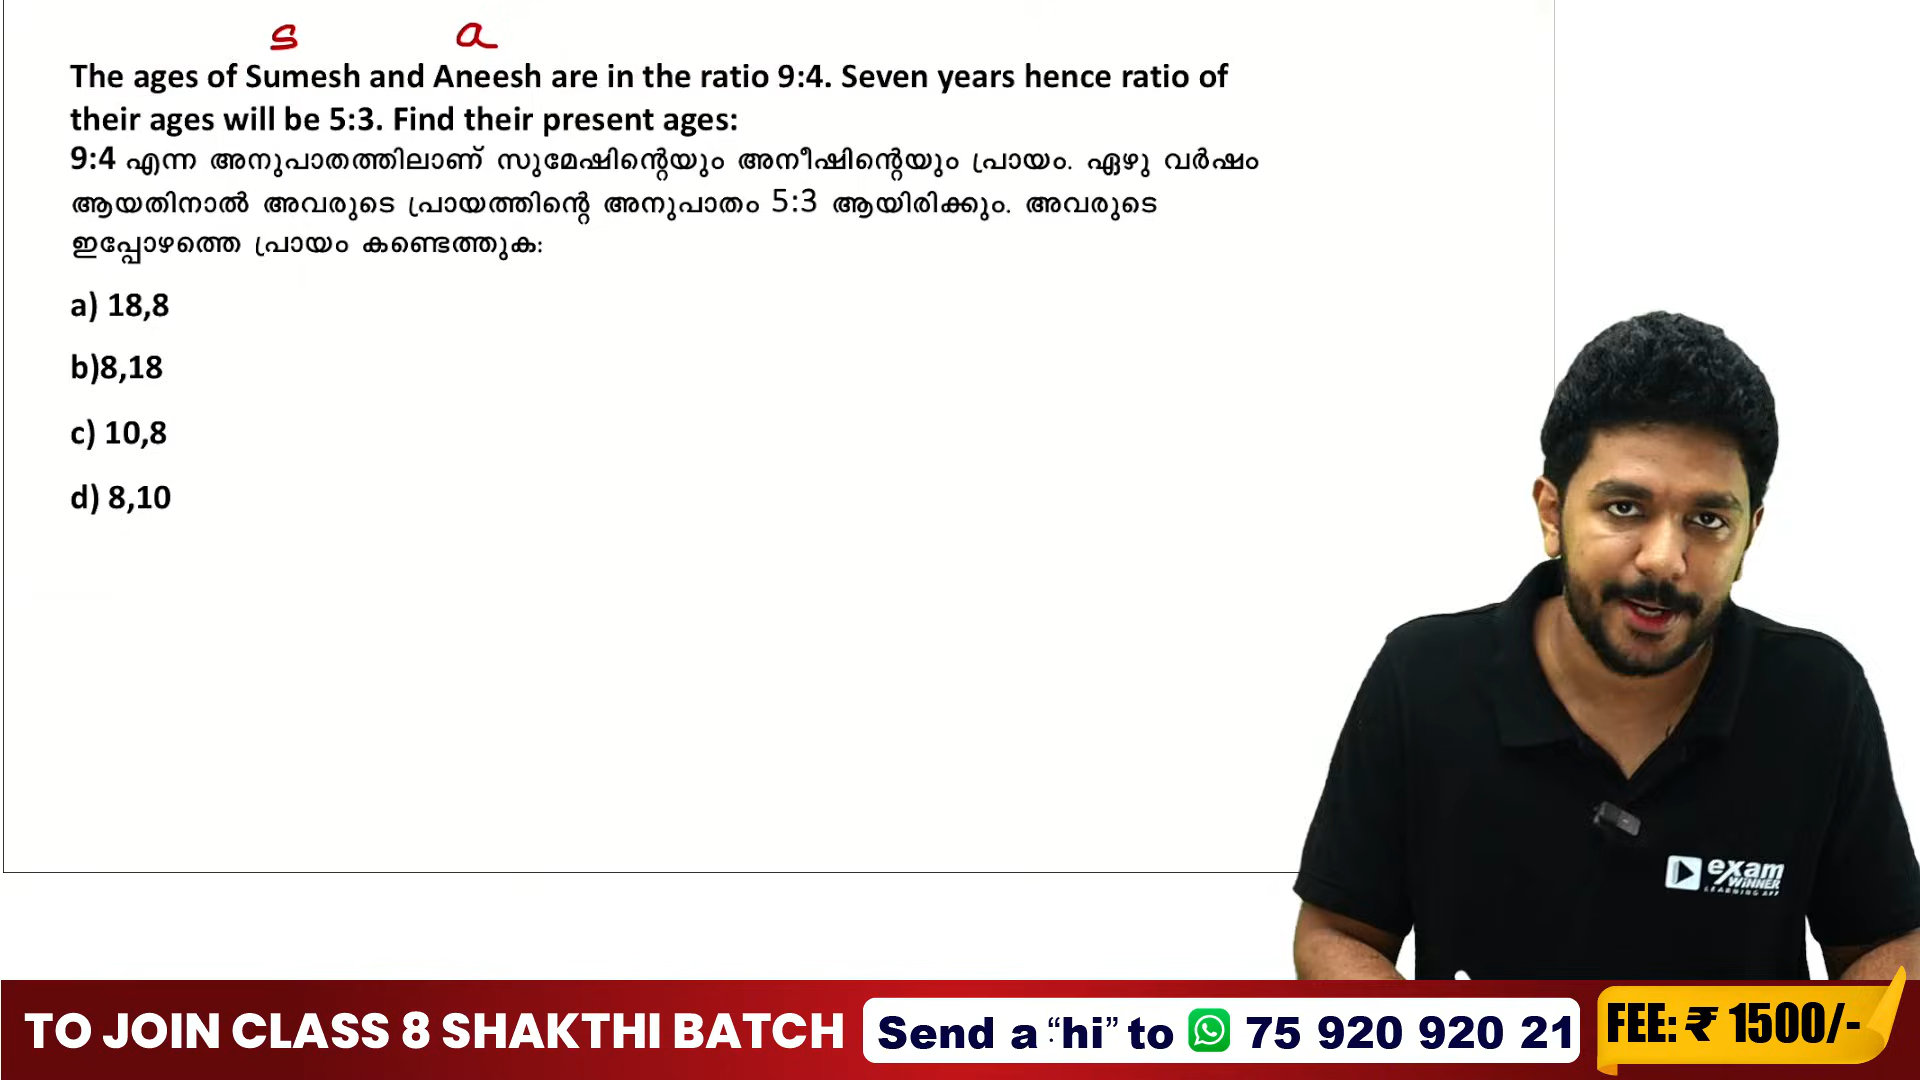 s a
The ages of Sumesh and Aneesh are in the ratio 9:4. Seven years hence ratio of
their ages will be 5:3. Find their present ages:
9:4 എന്ന അനുപാതത്തിലാണ് സുമേഷിന്റെയും അനീഷിന്റെയും പ്രായം. ഏഴു വർഷം
ആയതിനാൽ അവരുടെ പ്രായത്തിന്റെ അനുപാതം 5:3 ആയിരിക്കും. അവരുടെ
ഇപ്പോഴത്തെ പ്രായം കണ്ടെത്തുക:
a) 18,8
b)8,18
c) 10,8
d) 8,10
exam
WINNER
LEARNING APP
TO JOIN CLASS 8 SHAKTHI BATCH
Send a “hi” to 75 920 920 21
FEE: ₹ 1500/-